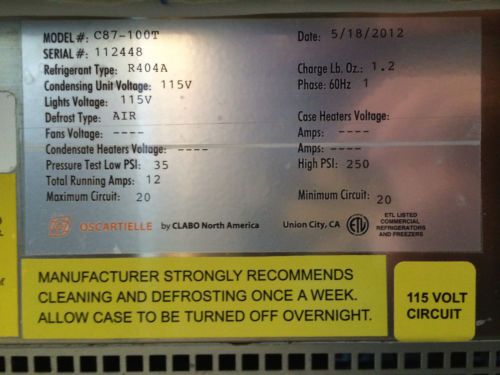 MODEL#: C87-100T Date: 5/18/2012
SERIAL#: 112448
Refrigerant Type: R404A Charge Lb. Oz.: 1.2
Condensing Unit Voltage: 115V Phase: 60Hz 1
Lights Voltage: 115V
Defrost Type: AIR Case Heaters Voltage:
Fans Voltage: ---- Amps: ----
Condensate Heaters Voltage: ---- Amps: ----
Pressure Test Low PSI: 35 High PSI: 250
Total Running Amps: 12
Maximum Circuit: 20 Minimum Circuit: 20
OSCARTIELLE by CLABO North America Union City, CA ETL ETL LISTED
COMMERCIAL
REFRIGERATORS
AND FREEZERS
MANUFACTURER STRONGLY RECOMMENDS
CLEANING AND DEFROSTING ONCE A WEEK.
ALLOW CASE TO BE TURNED OFF OVERNIGHT.
115 VOLT
CIRCUIT